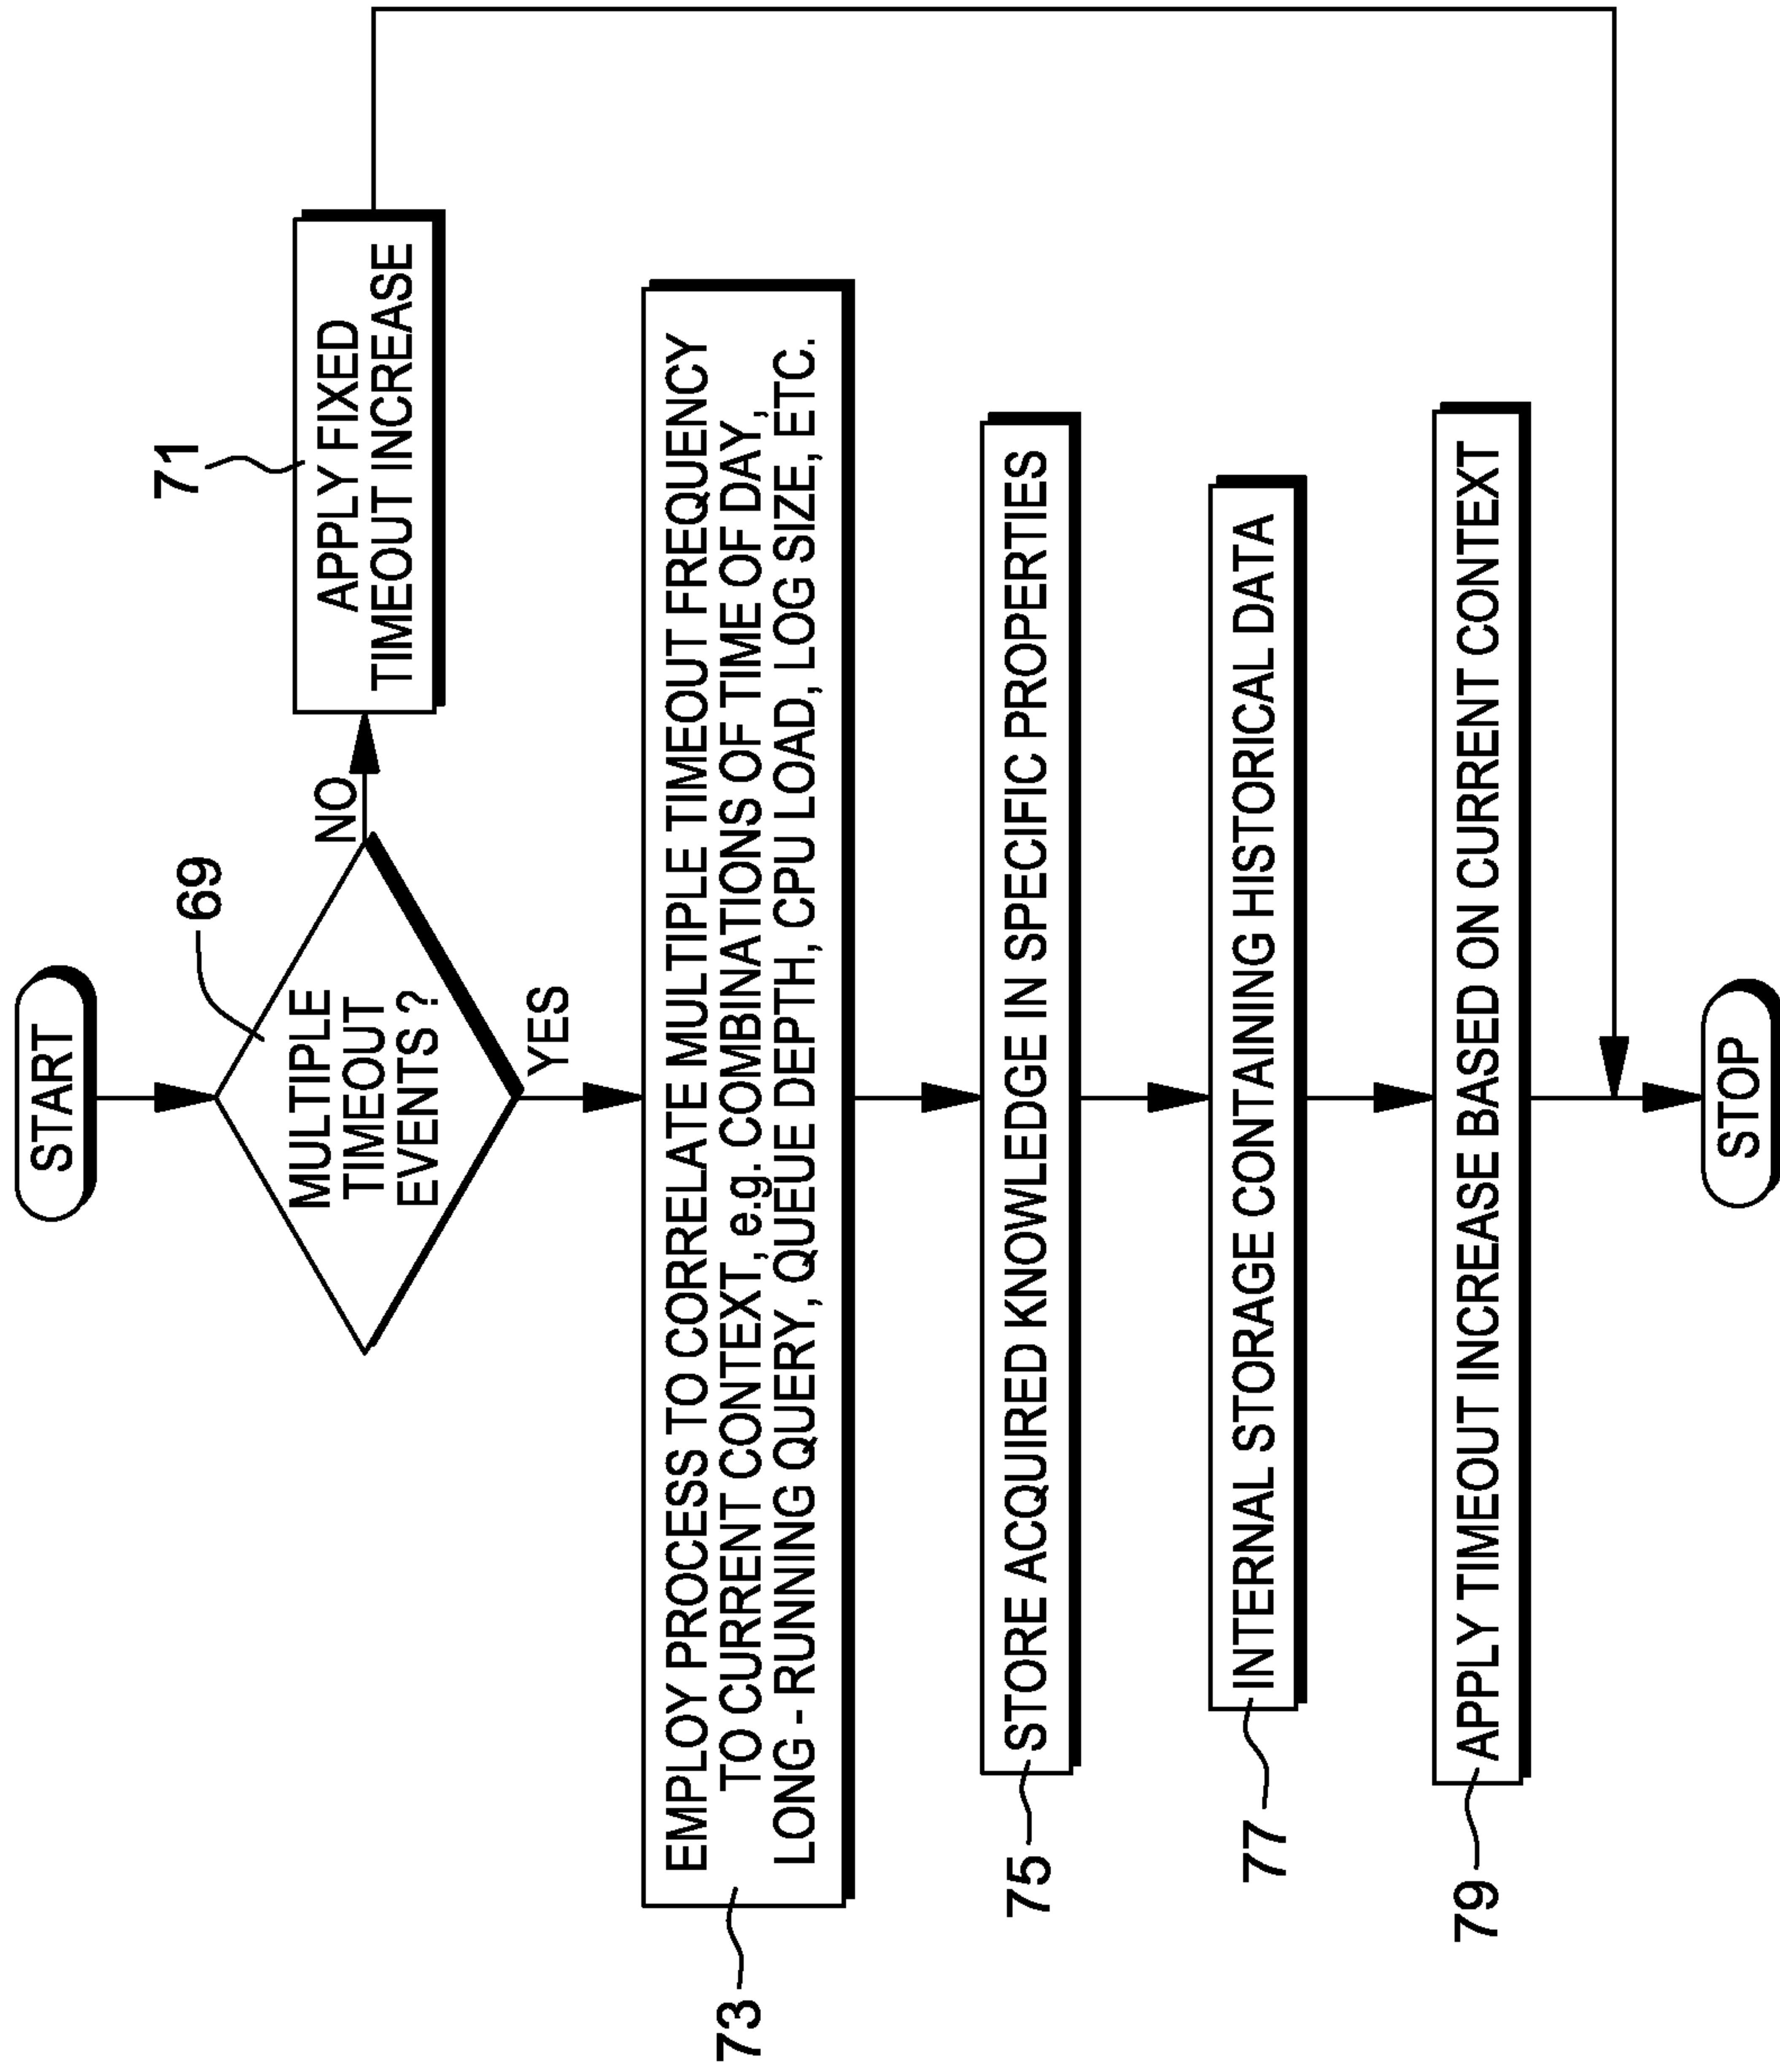 START
69
MULTIPLE
TIMEOUT
EVENTS?
NO
71
APPLY FIXED
TIMEOUT INCREASE
YES
73
EMPLOY PROCESS TO CORRELATE MULTIPLE TIMEOUT FREQUENCY
TO CURRENT CONTEXT, e.g. COMBINATIONS OF TIME OF DAY,
LONG - RUNNING QUERY, QUEUE DEPTH, CPU LOAD, LOG SIZE, ETC.
75
STORE ACQUIRED KNOWLEDGE IN SPECIFIC PROPERTIES
77
INTERNAL STORAGE CONTAINING HISTORICAL DATA
79
APPLY TIMEOUT INCREASE BASED ON CURRENT CONTEXT
STOP